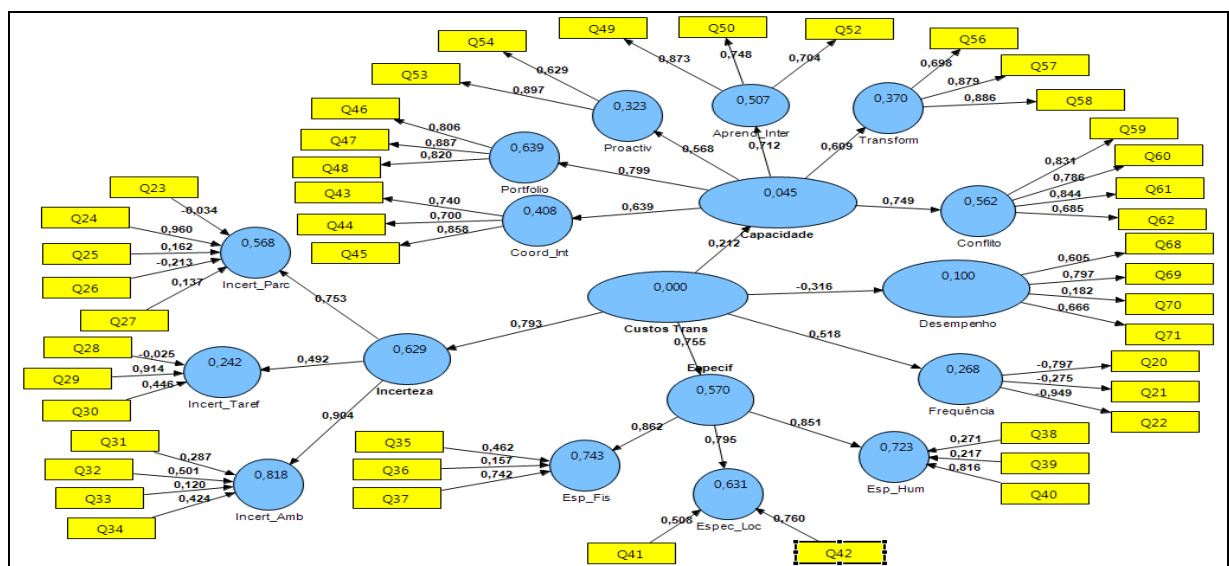 Q49
Q50
Q52
Q54
Q56
Q53
Q57
0,873
0,748
0,704
0,698
0,629
0,879
0,897
0,886
Q58
Q46
0,323
0,507
0,370
Q59
Q47
0,806
Proactiv
Aprend_Inter
Transform
Q60
0,887
0,639
0,568
0,712
0,609
0,831
Q48
0,820
0,786
Q61
Q23
Q43
Portfolio
0,799
0,844
Q62
Q24
0,740
0,408
0,639
0,045
0,749
0,562
0,685
Q44
0,700
Capacidade
Conflito
Q68
-0,034
0,858
Coord_Int
0,212
0,605
Q25
0,960
0,568
Q45
0,797
Q69
0,162
0,100
0,182
Q70
Q26
-0,213
Incert_Parc
0,000
-0,316
Desempenho
0,666
Q71
0,137
0,753
Custos Trans
Q27
0,793
0,755
0,518
Q20
Q28
-0,025
0,242
0,492
0,629
Especif
0,268
-0,797
Q21
Q29
0,914
Incerteza
0,570
Frequência
-0,275
Q30
0,446
Incert_Taref
-0,949
Q22
0,904
0,862
0,795
0,851
Q31
Q35
0,462
0,723
0,271
Q38
Q32
0,287
Q36
0,157
0,743
0,217
Q39
0,501
0,818
Q37
0,742
Esp_Fis
0,631
Esp_Hum
0,816
Q40
Q33
0,120
0,424
Incert_Amb
Espec_Loc
Q34
0,508
0,760
Q41
Q42